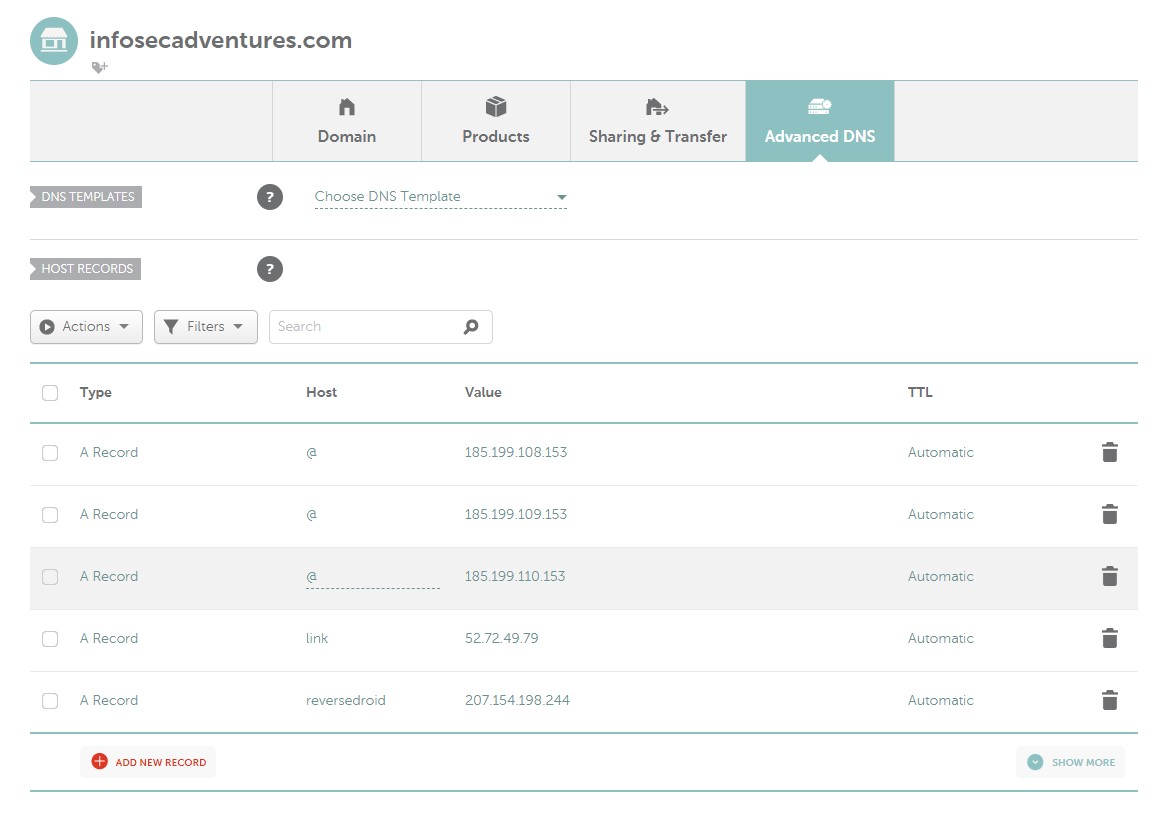 infosecadventures.com
Domain
Products
Sharing & Transfer
Advanced DNS
DNS TEMPLATES
?
Choose DNS Template
HOST RECORDS
?
Actions
Filters
Search
Type Host Value TTL
A Record @ 185.199.108.153 Automatic
A Record @ 185.199.109.153 Automatic
A Record @ 185.199.110.153 Automatic
A Record link 52.72.49.79 Automatic
A Record reversedroid 207.154.198.244 Automatic
ADD NEW RECORD
SHOW MORE